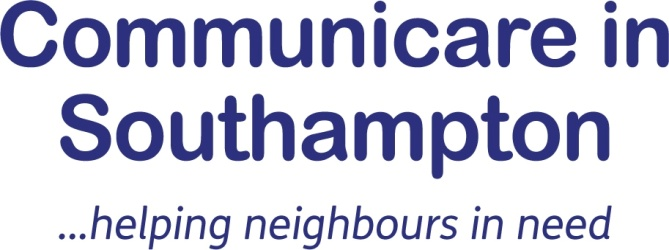 Communicare in
Southampton
...helping neighbours in need